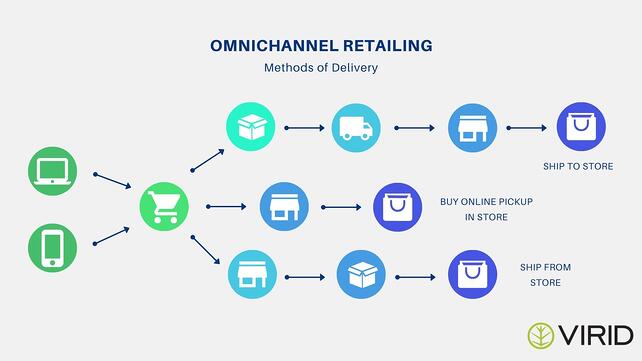 OMNICHANNEL RETAILING
Methods of Delivery
SHIP TO STORE
BUY ONLINE PICKUP
IN STORE
SHIP FROM
STORE
VIRID